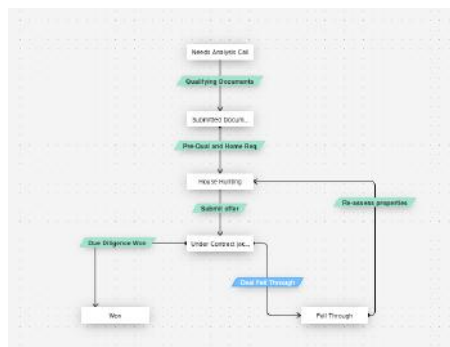 Needs Analysis Call
Qualifying Documents
Submitted Docum...
Pre-Qual and Home Req.
House Hunting
Re-assess properties
Submit offer
Due Diligence Won
Under Contract (ac...
Deal Fell Through
Won
Fell Through